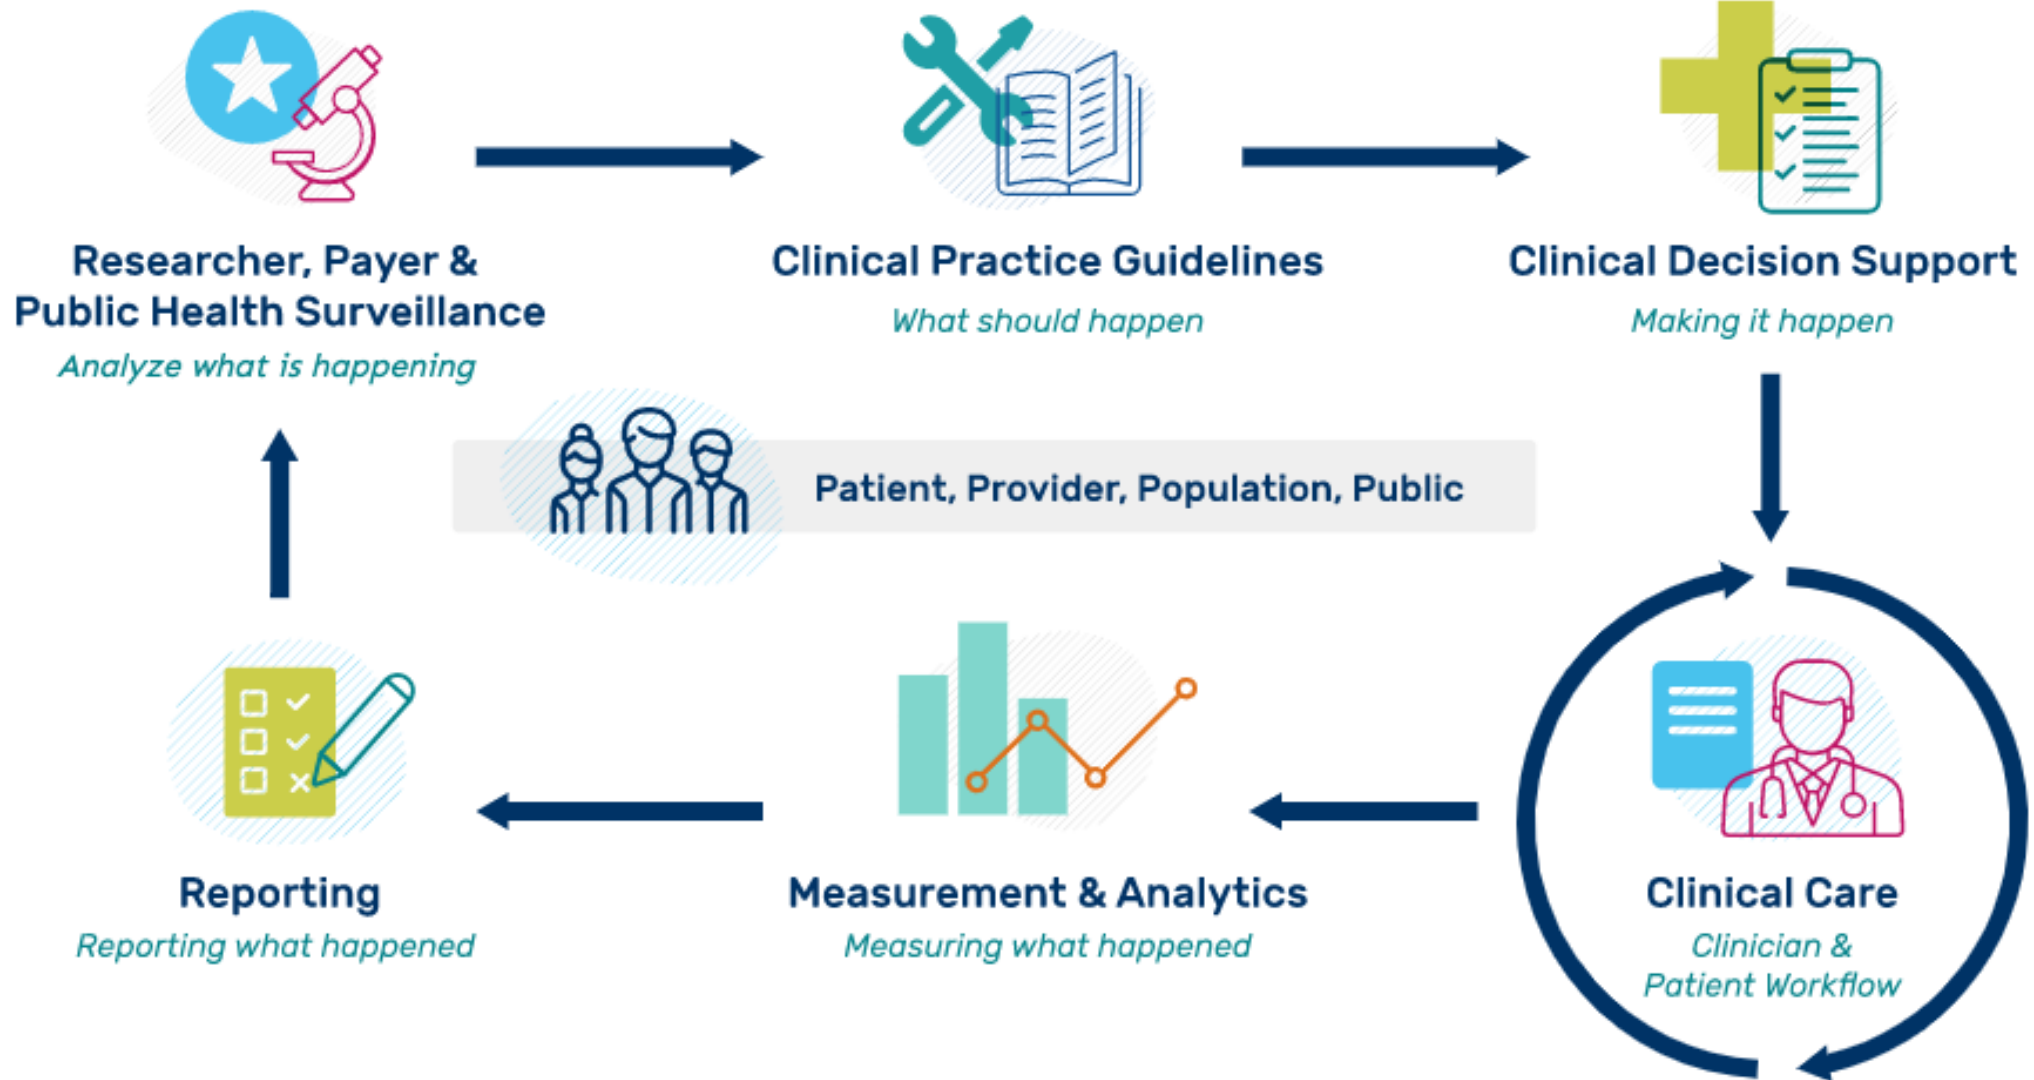 Researcher, Payer &
Public Health Surveillance
Analyze what is happening
Clinical Practice Guidelines
What should happen
Clinical Decision Support
Making it happen
Patient, Provider, Population, Public
Reporting
Reporting what happened
Measurement & Analytics
Measuring what happened
Clinical Care
Clinician &
Patient Workflow